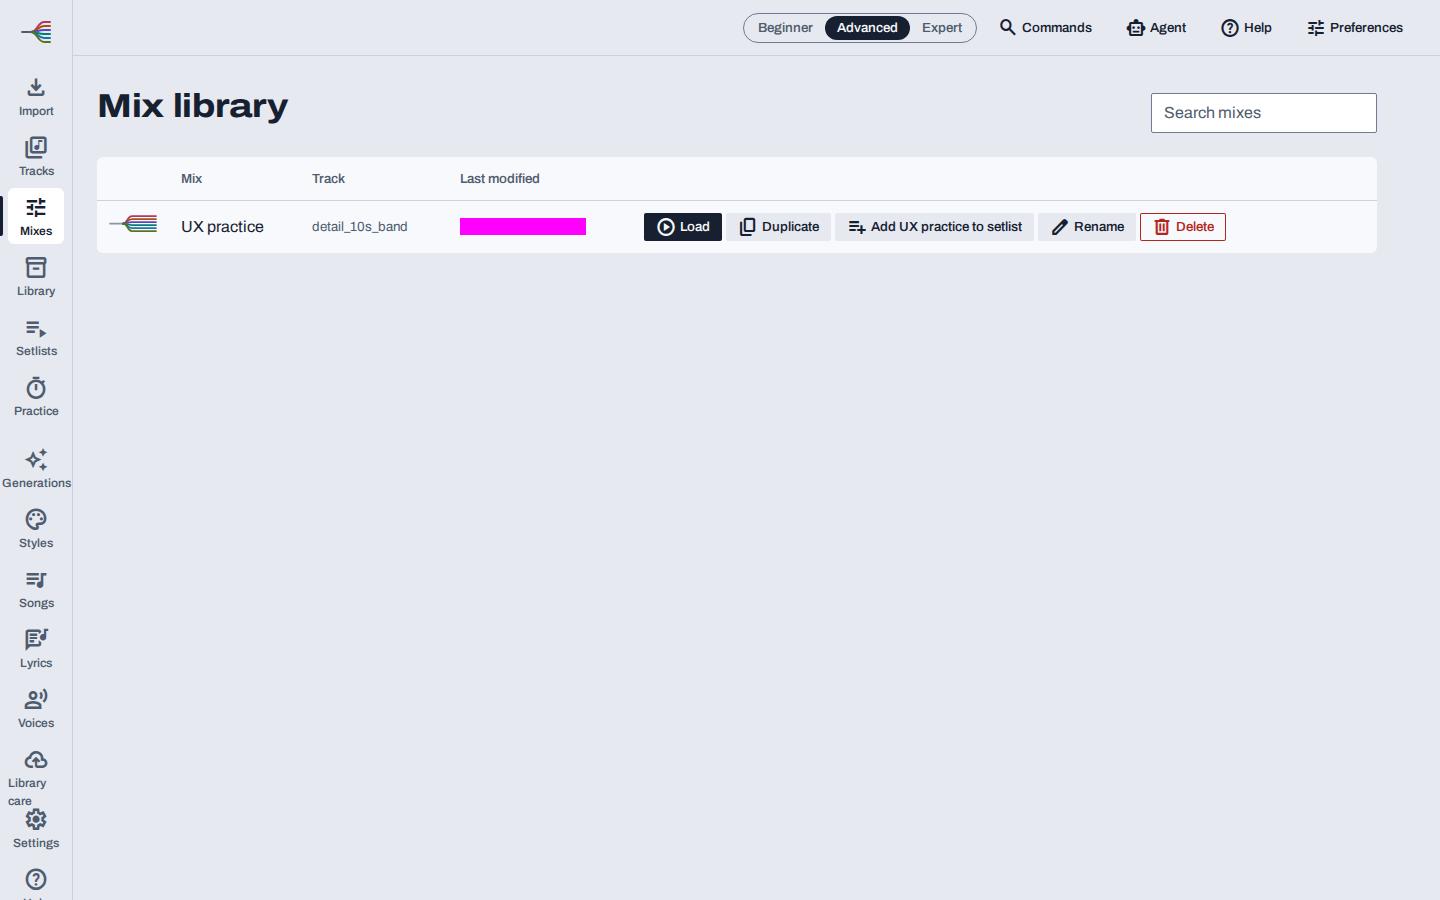 Beginner Advanced Expert Commands Agent Help Preferences
Import
Tracks
Mixes
Library
Setlists
Practice
Generations
Styles
Songs
Lyrics
Voices
Library
care
Settings
Mix library
Search mixes
Mix Track Last modified
UX practice detail_10s_band Load Duplicate Add UX practice to setlist Rename Delete